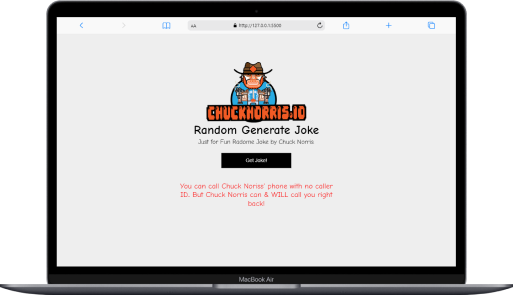 AA
http://127.0.0.1:5500
CHUCKNORRIS.IO
Random Generate Joke
Just for Fun Radome Joke by Chuck Norris
Get Joke!
You can call Chuck Noriss' phone with no caller
ID. But Chuck Norris can & WILL call you right
back!
MacBook Air